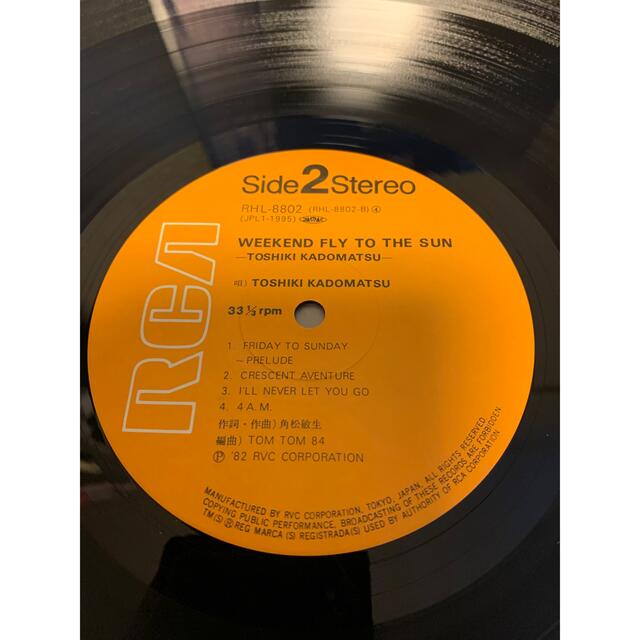 RCA
Side 2 Stereo
RHL-8802 (RHL-8802-B) ④
(JPL1-1995)
WEEKEND FLY TO THE SUN
—TOSHIKI KADOMATSU—
唄) TOSHIKI KADOMATSU
33 1/3 rpm
1. FRIDAY TO SUNDAY
~PRELUDE
2. CRESCENT AVENTURE
3. I'LL NEVER LET YOU GO
4. 4 A.M.
作詞・作曲) 角松敏生
編曲) TOM TOM 84
Ⓟ '82 RVC CORPORATION
MANUFACTURED BY RVC CORPORATION, TOKYO, JAPAN, ALL RIGHTS RESERVED.
COPYING PUBLIC PERFORMANCE, BROADCASTING OF THESE RECORDS ARE FORBIDDEN
TM(S) ® REG MARCA (S) REGISTRADA(S) USED BY AUTHORITY OF RCA CORPORATION